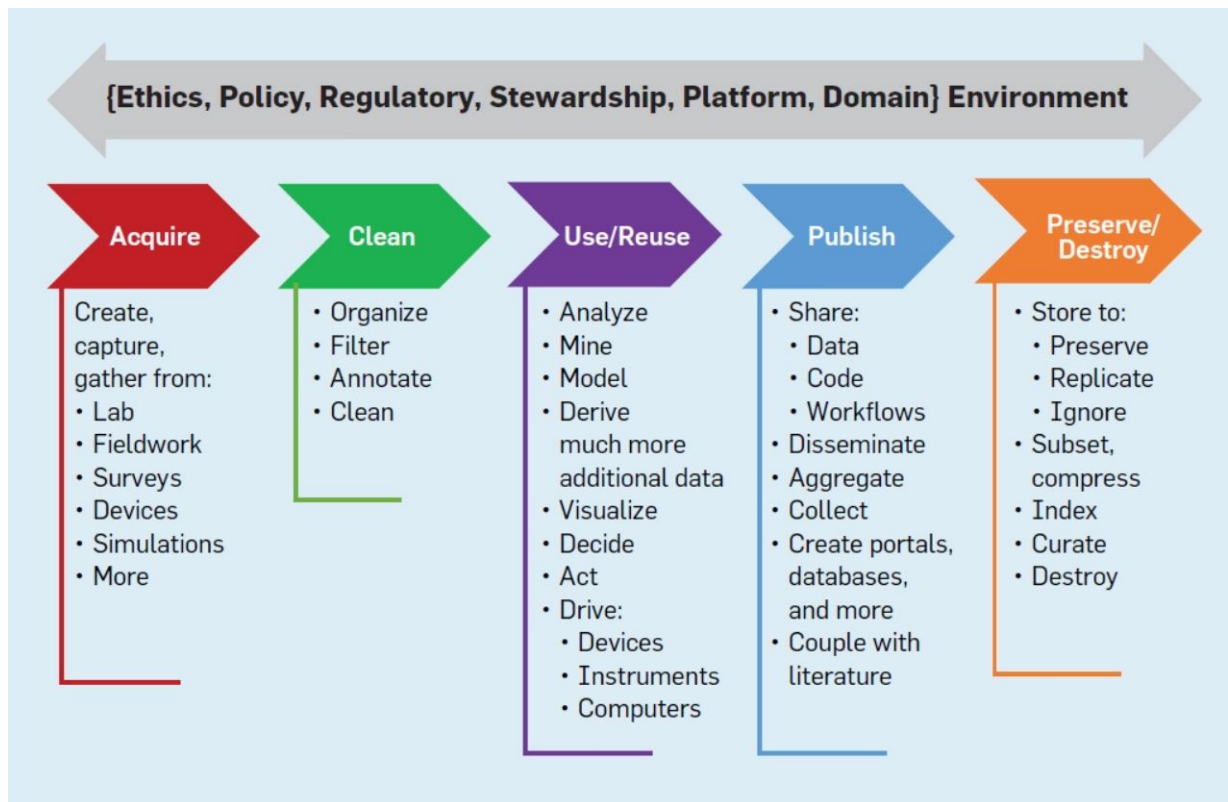 {Ethics, Policy, Regulatory, Stewardship, Platform, Domain} Environment
Acquire
Create,
capture,
gather from:
• Lab
• Fieldwork
• Surveys
• Devices
• Simulations
• More
Clean
• Organize
• Filter
• Annotate
• Clean
Use/Reuse
• Analyze
• Mine
• Model
• Derive
much more
additional data
• Visualize
• Decide
• Act
• Drive:
• Devices
• Instruments
• Computers
Publish
• Share:
• Data
• Code
• Workflows
• Disseminate
• Aggregate
• Collect
• Create portals,
databases,
and more
• Couple with
literature
Preserve/
Destroy
• Store to:
• Preserve
• Replicate
• Ignore
• Subset,
compress
• Index
• Curate
• Destroy